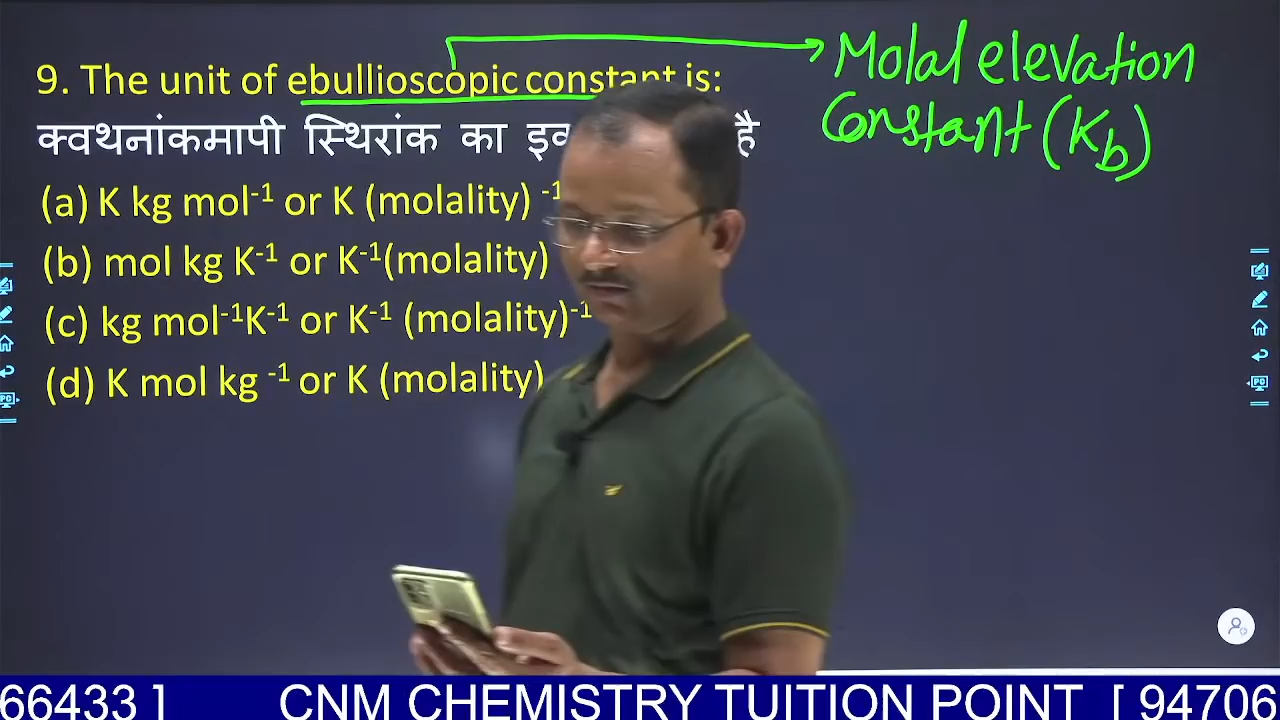 9. The unit of ebullioscopic constant is:
Molal elevation
Constant (Kb)
क्वथनांकमापी स्थिरांक का है
(a) K kg mol⁻¹ or K (molality) ⁻¹
(b) mol kg K⁻¹ or K⁻¹(molality)
(c) kg mol⁻¹K⁻¹ or K⁻¹ (molality)⁻¹
(d) K mol kg ⁻¹ or K (molality)
66433 ] CNM CHEMISTRY TUITION POINT [ 94706